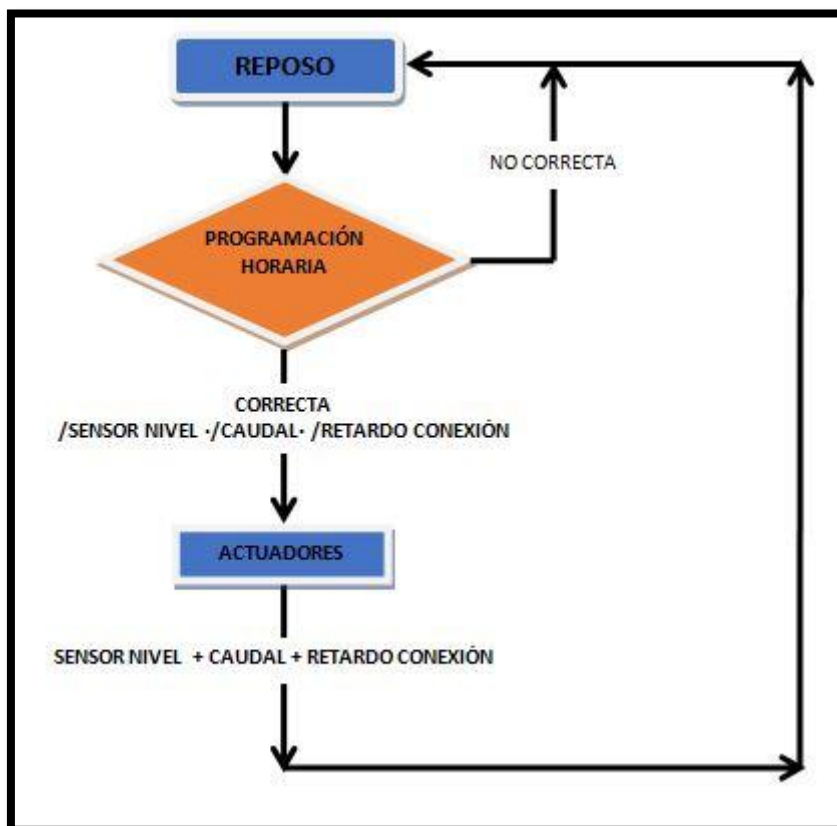 REPOSO
NO CORRECTA
PROGRAMACIÓN
HORARIA
CORRECTA
/SENSOR NIVEL ·/CAUDAL· /RETARDO CONEXIÓN
ACTUADORES
SENSOR NIVEL + CAUDAL + RETARDO CONEXIÓN